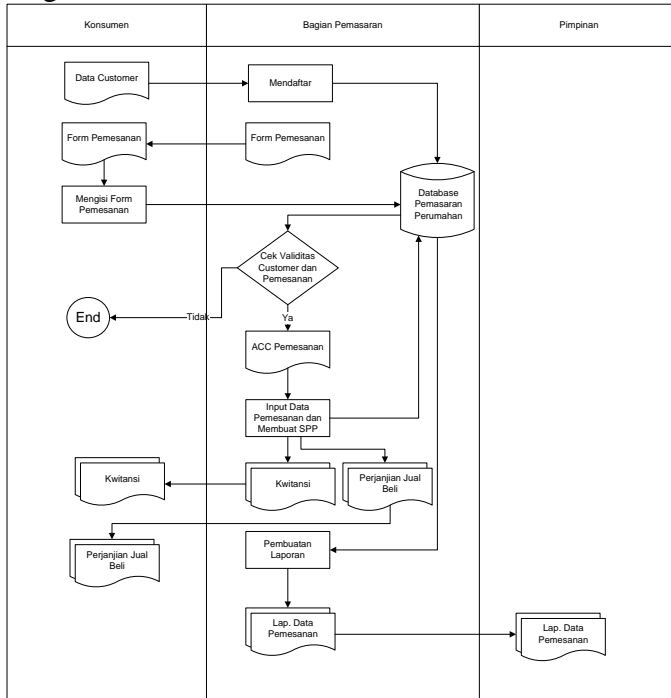 Konsumen
Bagian Pemasaran
Pimpinan
Data Customer
Mendaftar
Form Pemesanan
Form Pemesanan
Mengisi Form
Pemesanan
Database
Pemasaran
Perumahan
Cek Validitas
Customer dan
Pemesanan
End
Tidak
Ya
ACC Pemesanan
Input Data
Pemesanan dan
Membuat SPP
Kwitansi
Kwitansi
Perjanjian Jual
Beli
Perjanjian Jual
Beli
Pembuatan
Laporan
Lap. Data
Pemesanan
Lap. Data
Pemesanan